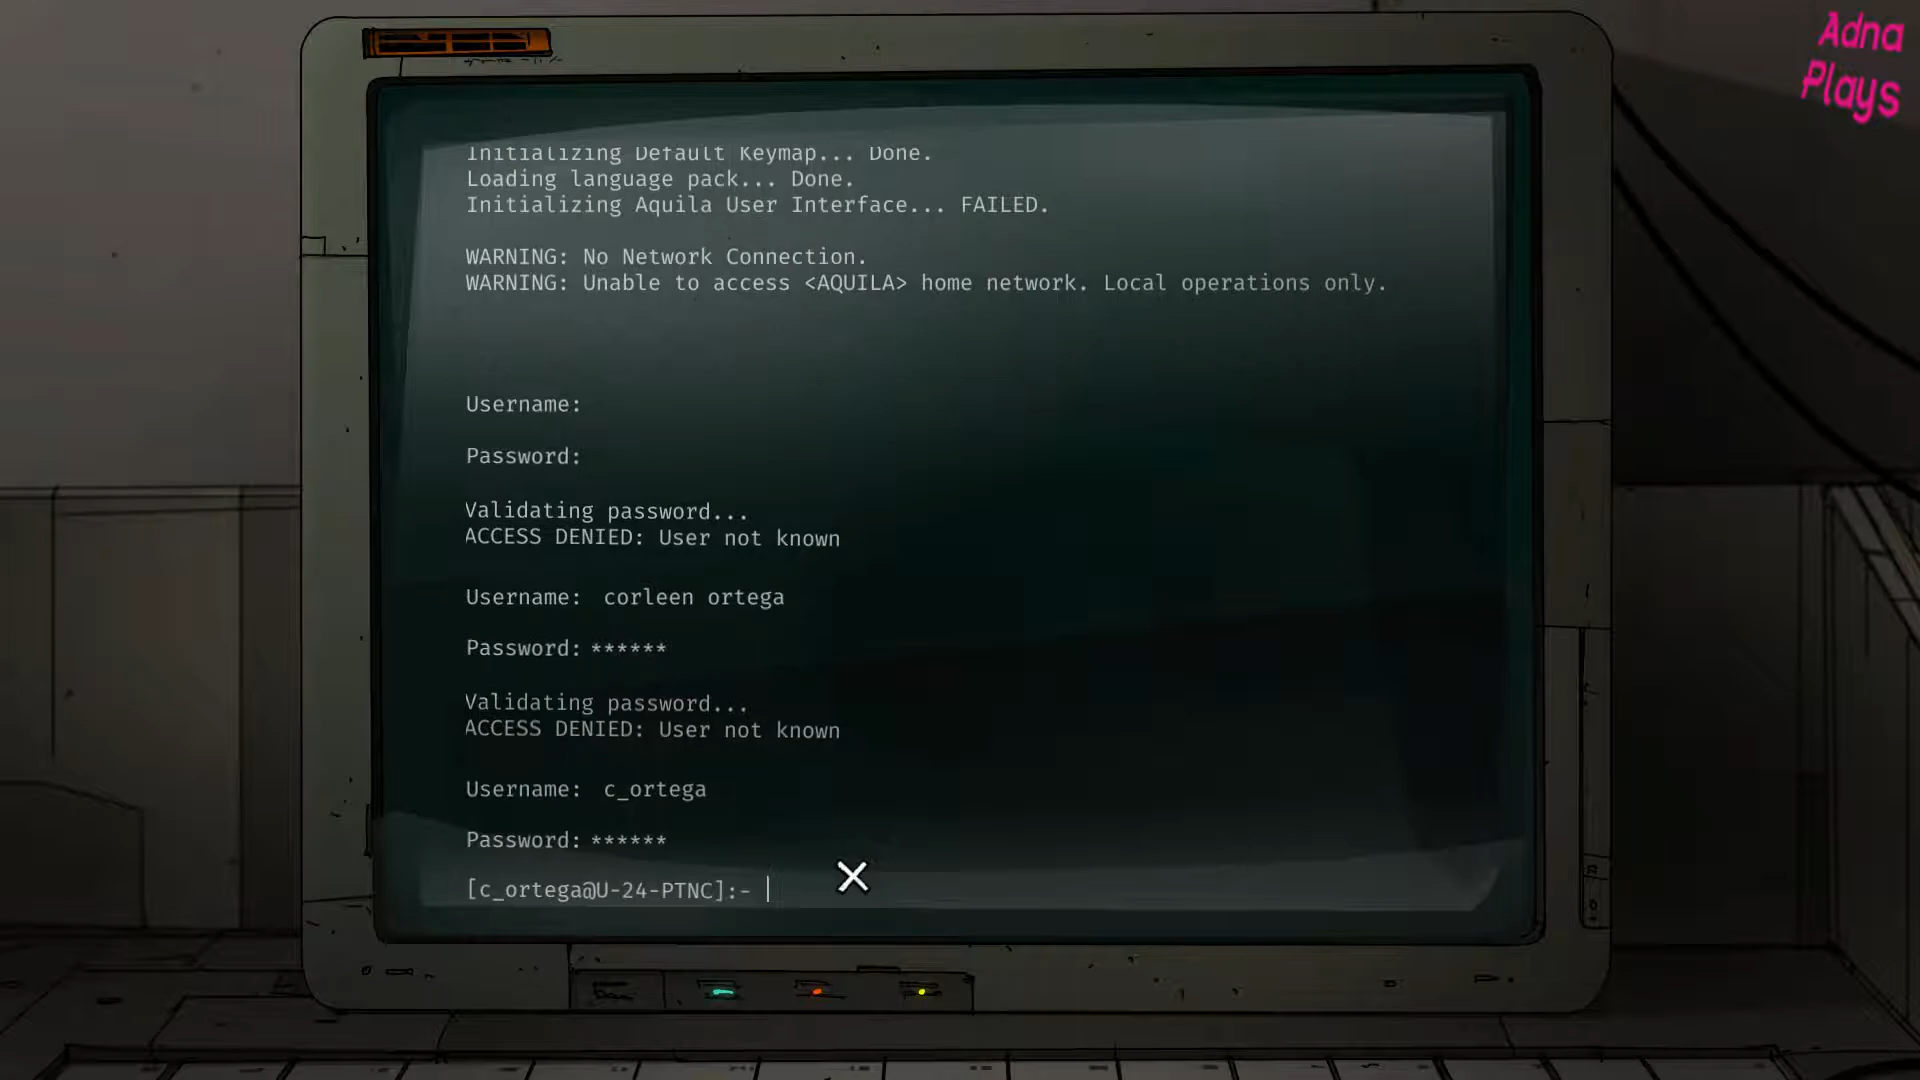 Adna
Plays
Initializing Default Keymap... Done.
Loading language pack... Done.
Initializing Aquila User Interface... FAILED.
WARNING: No Network Connection.
WARNING: Unable to access <AQUILA> home network. Local operations only.
Username:
Password:
Validating password...
ACCESS DENIED: User not known
Username: corleen ortega
Password: ******
Validating password...
ACCESS DENIED: User not known
Username: c_ortega
Password: ******
[c_ortega@U-24-PTNC]:-